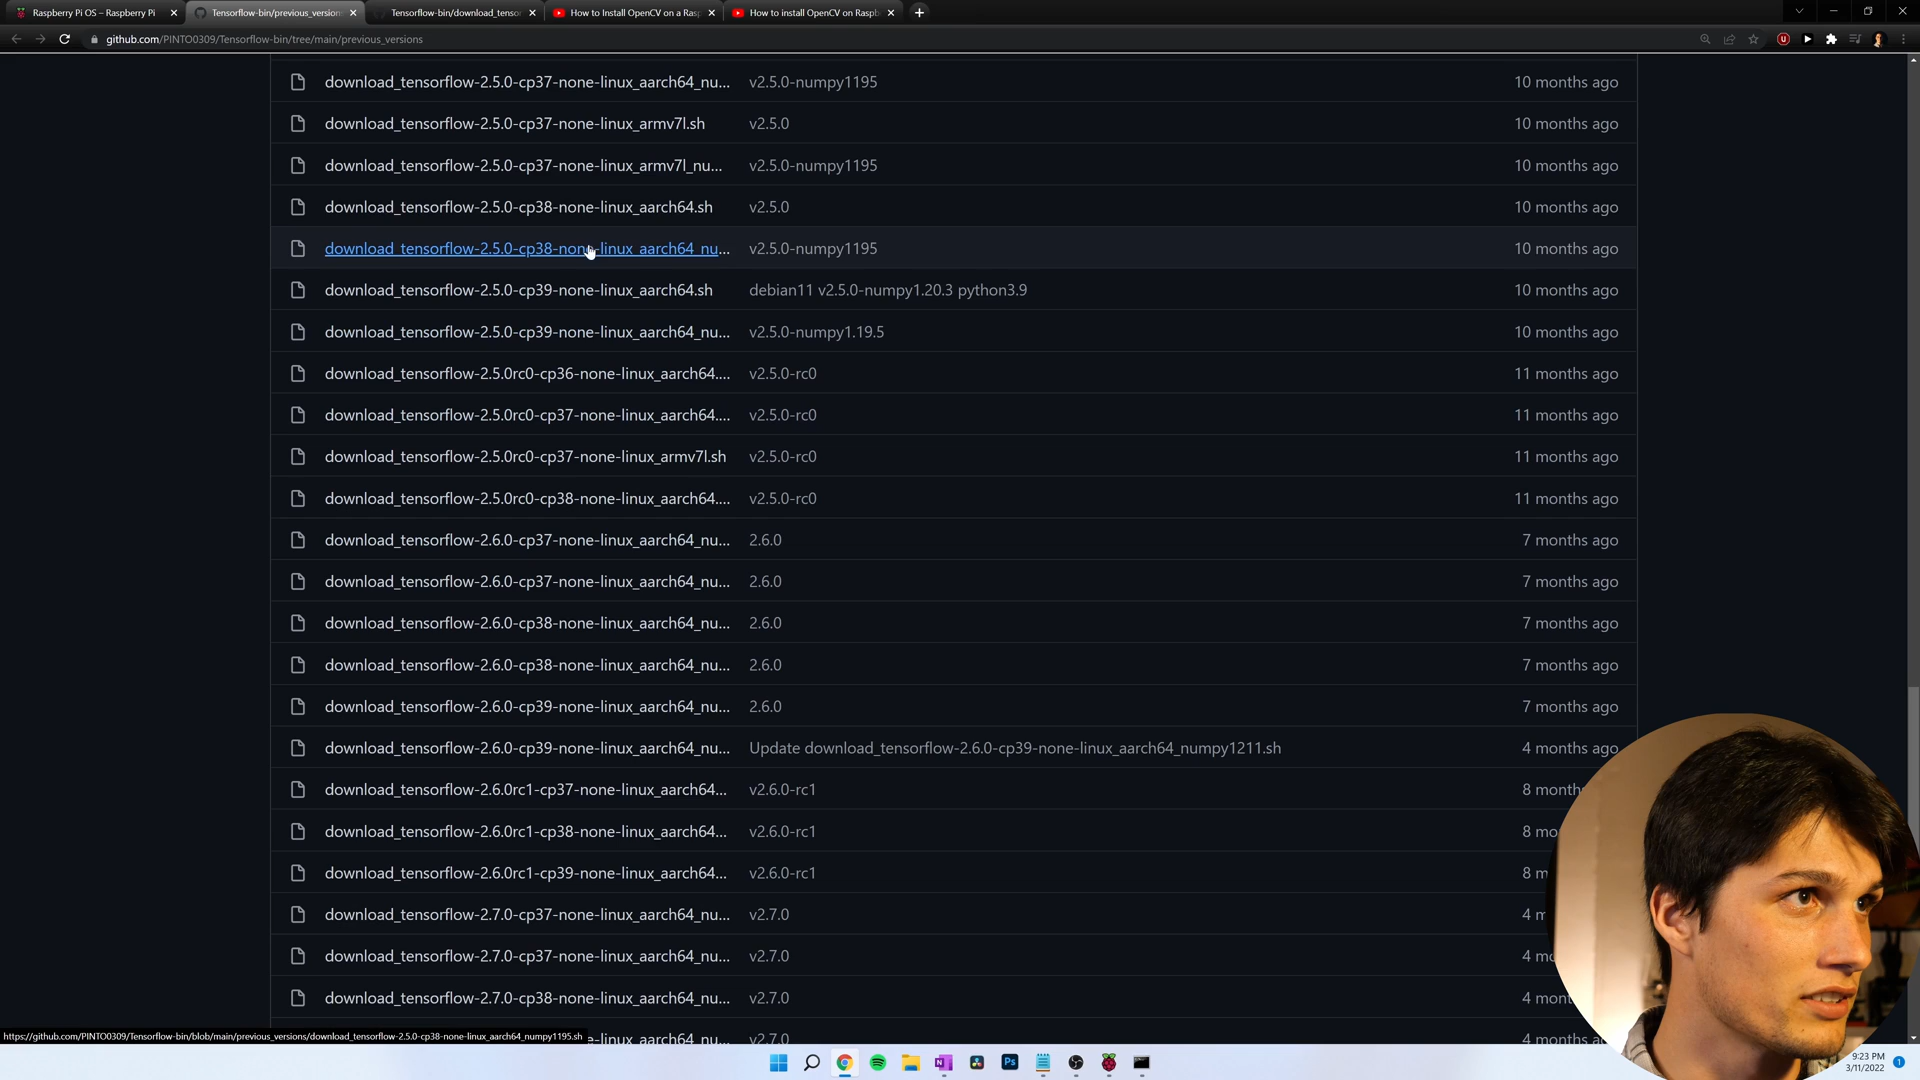 Raspberry Pi OS – Raspberry Pi
Tensorflow-bin/previous_versions
Tensorflow-bin/download_tensor
How to Install OpenCV on a Rasp
How to install OpenCV on Raspb
github.com/PINTO0309/Tensorflow-bin/tree/main/previous_versions
download_tensorflow-2.5.0-cp37-none-linux_aarch64_nu... v2.5.0-numpy1195 10 months ago
download_tensorflow-2.5.0-cp37-none-linux_armv7l.sh v2.5.0 10 months ago
download_tensorflow-2.5.0-cp37-none-linux_armv7l_nu... v2.5.0-numpy1195 10 months ago
download_tensorflow-2.5.0-cp38-none-linux_aarch64.sh v2.5.0 10 months ago
download_tensorflow-2.5.0-cp38-none-linux_aarch64_nu... v2.5.0-numpy1195 10 months ago
download_tensorflow-2.5.0-cp39-none-linux_aarch64.sh debian11 v2.5.0-numpy1.20.3 python3.9 10 months ago
download_tensorflow-2.5.0-cp39-none-linux_aarch64_nu... v2.5.0-numpy1.19.5 10 months ago
download_tensorflow-2.5.0rc0-cp36-none-linux_aarch64.... v2.5.0-rc0 11 months ago
download_tensorflow-2.5.0rc0-cp37-none-linux_aarch64.... v2.5.0-rc0 11 months ago
download_tensorflow-2.5.0rc0-cp37-none-linux_armv7l.sh v2.5.0-rc0 11 months ago
download_tensorflow-2.5.0rc0-cp38-none-linux_aarch64.... v2.5.0-rc0 11 months ago
download_tensorflow-2.6.0-cp37-none-linux_aarch64_nu... 2.6.0 7 months ago
download_tensorflow-2.6.0-cp37-none-linux_aarch64_nu... 2.6.0 7 months ago
download_tensorflow-2.6.0-cp38-none-linux_aarch64_nu... 2.6.0 7 months ago
download_tensorflow-2.6.0-cp38-none-linux_aarch64_nu... 2.6.0 7 months ago
download_tensorflow-2.6.0-cp39-none-linux_aarch64_nu... 2.6.0 7 months ago
download_tensorflow-2.6.0-cp39-none-linux_aarch64_nu... Update download_tensorflow-2.6.0-cp39-none-linux_aarch64_numpy1211.sh 4 months ago
download_tensorflow-2.6.0rc1-cp37-none-linux_aarch64... v2.6.0-rc1 8 month
download_tensorflow-2.6.0rc1-cp38-none-linux_aarch64... v2.6.0-rc1 8 mo
download_tensorflow-2.6.0rc1-cp39-none-linux_aarch64... v2.6.0-rc1 8 m
download_tensorflow-2.7.0-cp37-none-linux_aarch64_nu... v2.7.0 4 m
download_tensorflow-2.7.0-cp37-none-linux_aarch64_nu... v2.7.0 4 mo
download_tensorflow-2.7.0-cp38-none-linux_aarch64_nu... v2.7.0 4 mont
https://github.com/PINTO0309/Tensorflow-bin/blob/main/previous_versions/download_tensorflow-2.5.0-cp38-none-linux_aarch64_numpy1195.sh
e-linux_aarch64_nu... v2.7.0 4 months ago
Ps
9:23 PM
3/11/2022
1